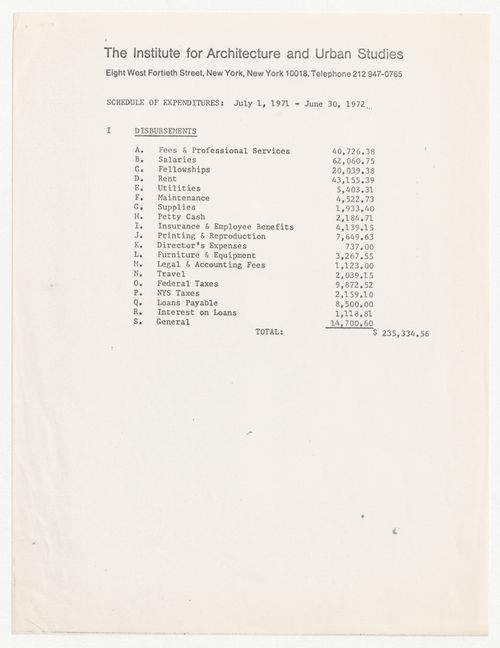 The Institute for Architecture and Urban Studies
Eight West Fortieth Street, New York, New York 10018. Telephone 212 947-0765
SCHEDULE OF EXPENDITURES: July 1, 1971 - June 30, 1972
I DISBURSEMENTS
A. Fees & Professional Services 40,726.38
B. Salaries 62,060.75
C. Fellowships 20,039.38
D. Rent 43,155.39
E. Utilities 5,403.31
F. Maintenance 4,522.73
G. Supplies 1,933.40
H. Petty Cash 2,184.71
I. Insurance & Employee Benefits 4,139.15
J. Printing & Reproduction 7,649.63
K. Director's Expenses 737.00
L. Furniture & Equipment 3,267.55
M. Legal & Accounting Fees 1,123.00
N. Travel 2,039.15
O. Federal Taxes 9,872.52
P. NYS Taxes 2,159.10
Q. Loans Payable 8,500.00
R. Interest on Loans 1,118.81
S. General 14,700.60
TOTAL: $ 235,334.56